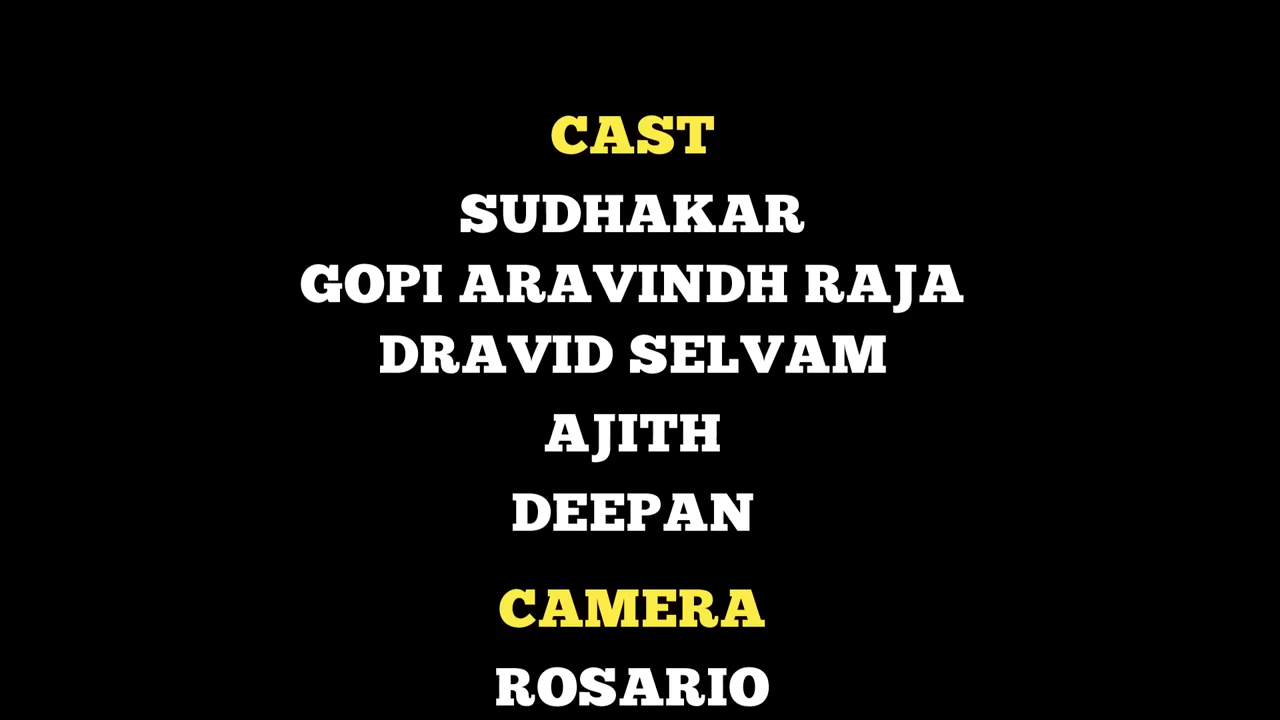 CAST
SUDHAKAR
GOPI ARAVINDH RAJA
DRAVID SELVAM
AJITH
DEEPAN
CAMERA
ROSARIO